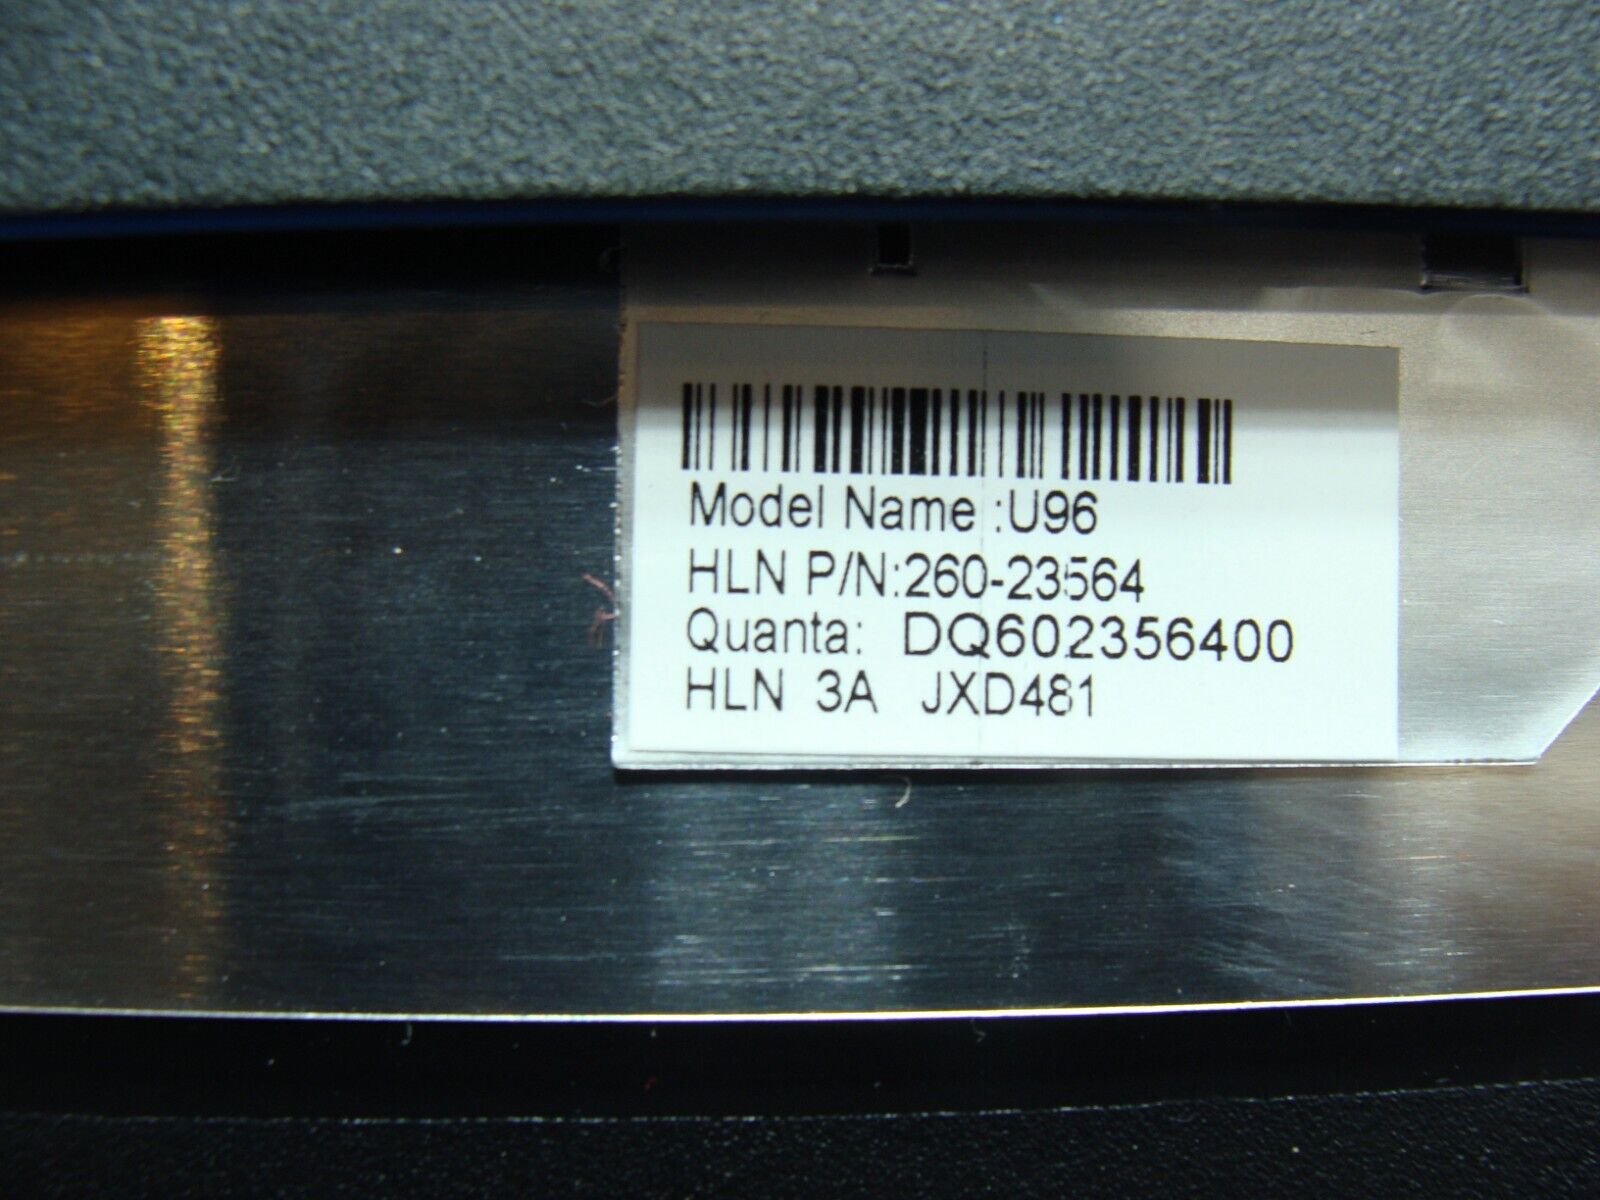 Model Name :U96
HLN P/N:260-23564
Quanta: DQ602356400
HLN 3A JXD481